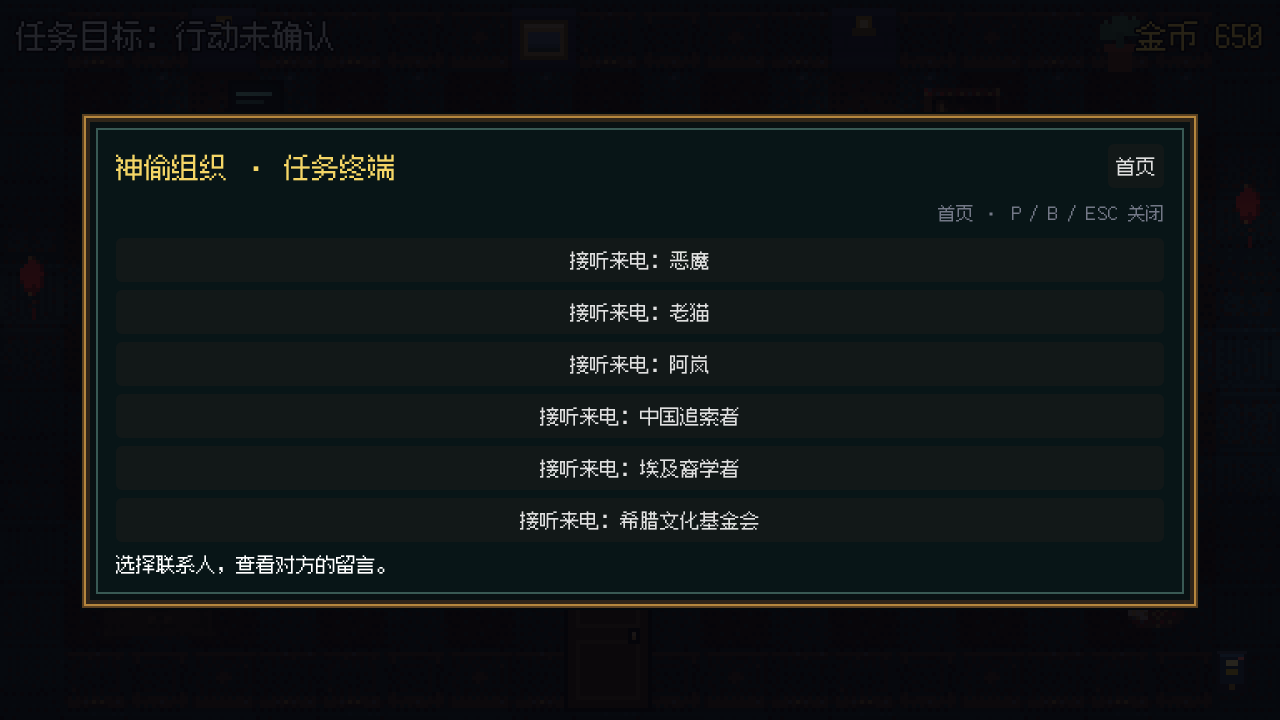 任务目标：行动未确认
金币 650
神偷组织 · 任务终端
首页
首页 · P / B / ESC 关闭
接听来电：恶魔
接听来电：老猫
接听来电：阿岚
接听来电：中国追索者
接听来电：埃及裔学者
接听来电：希腊文化基金会
选择联系人，查看对方的留言。